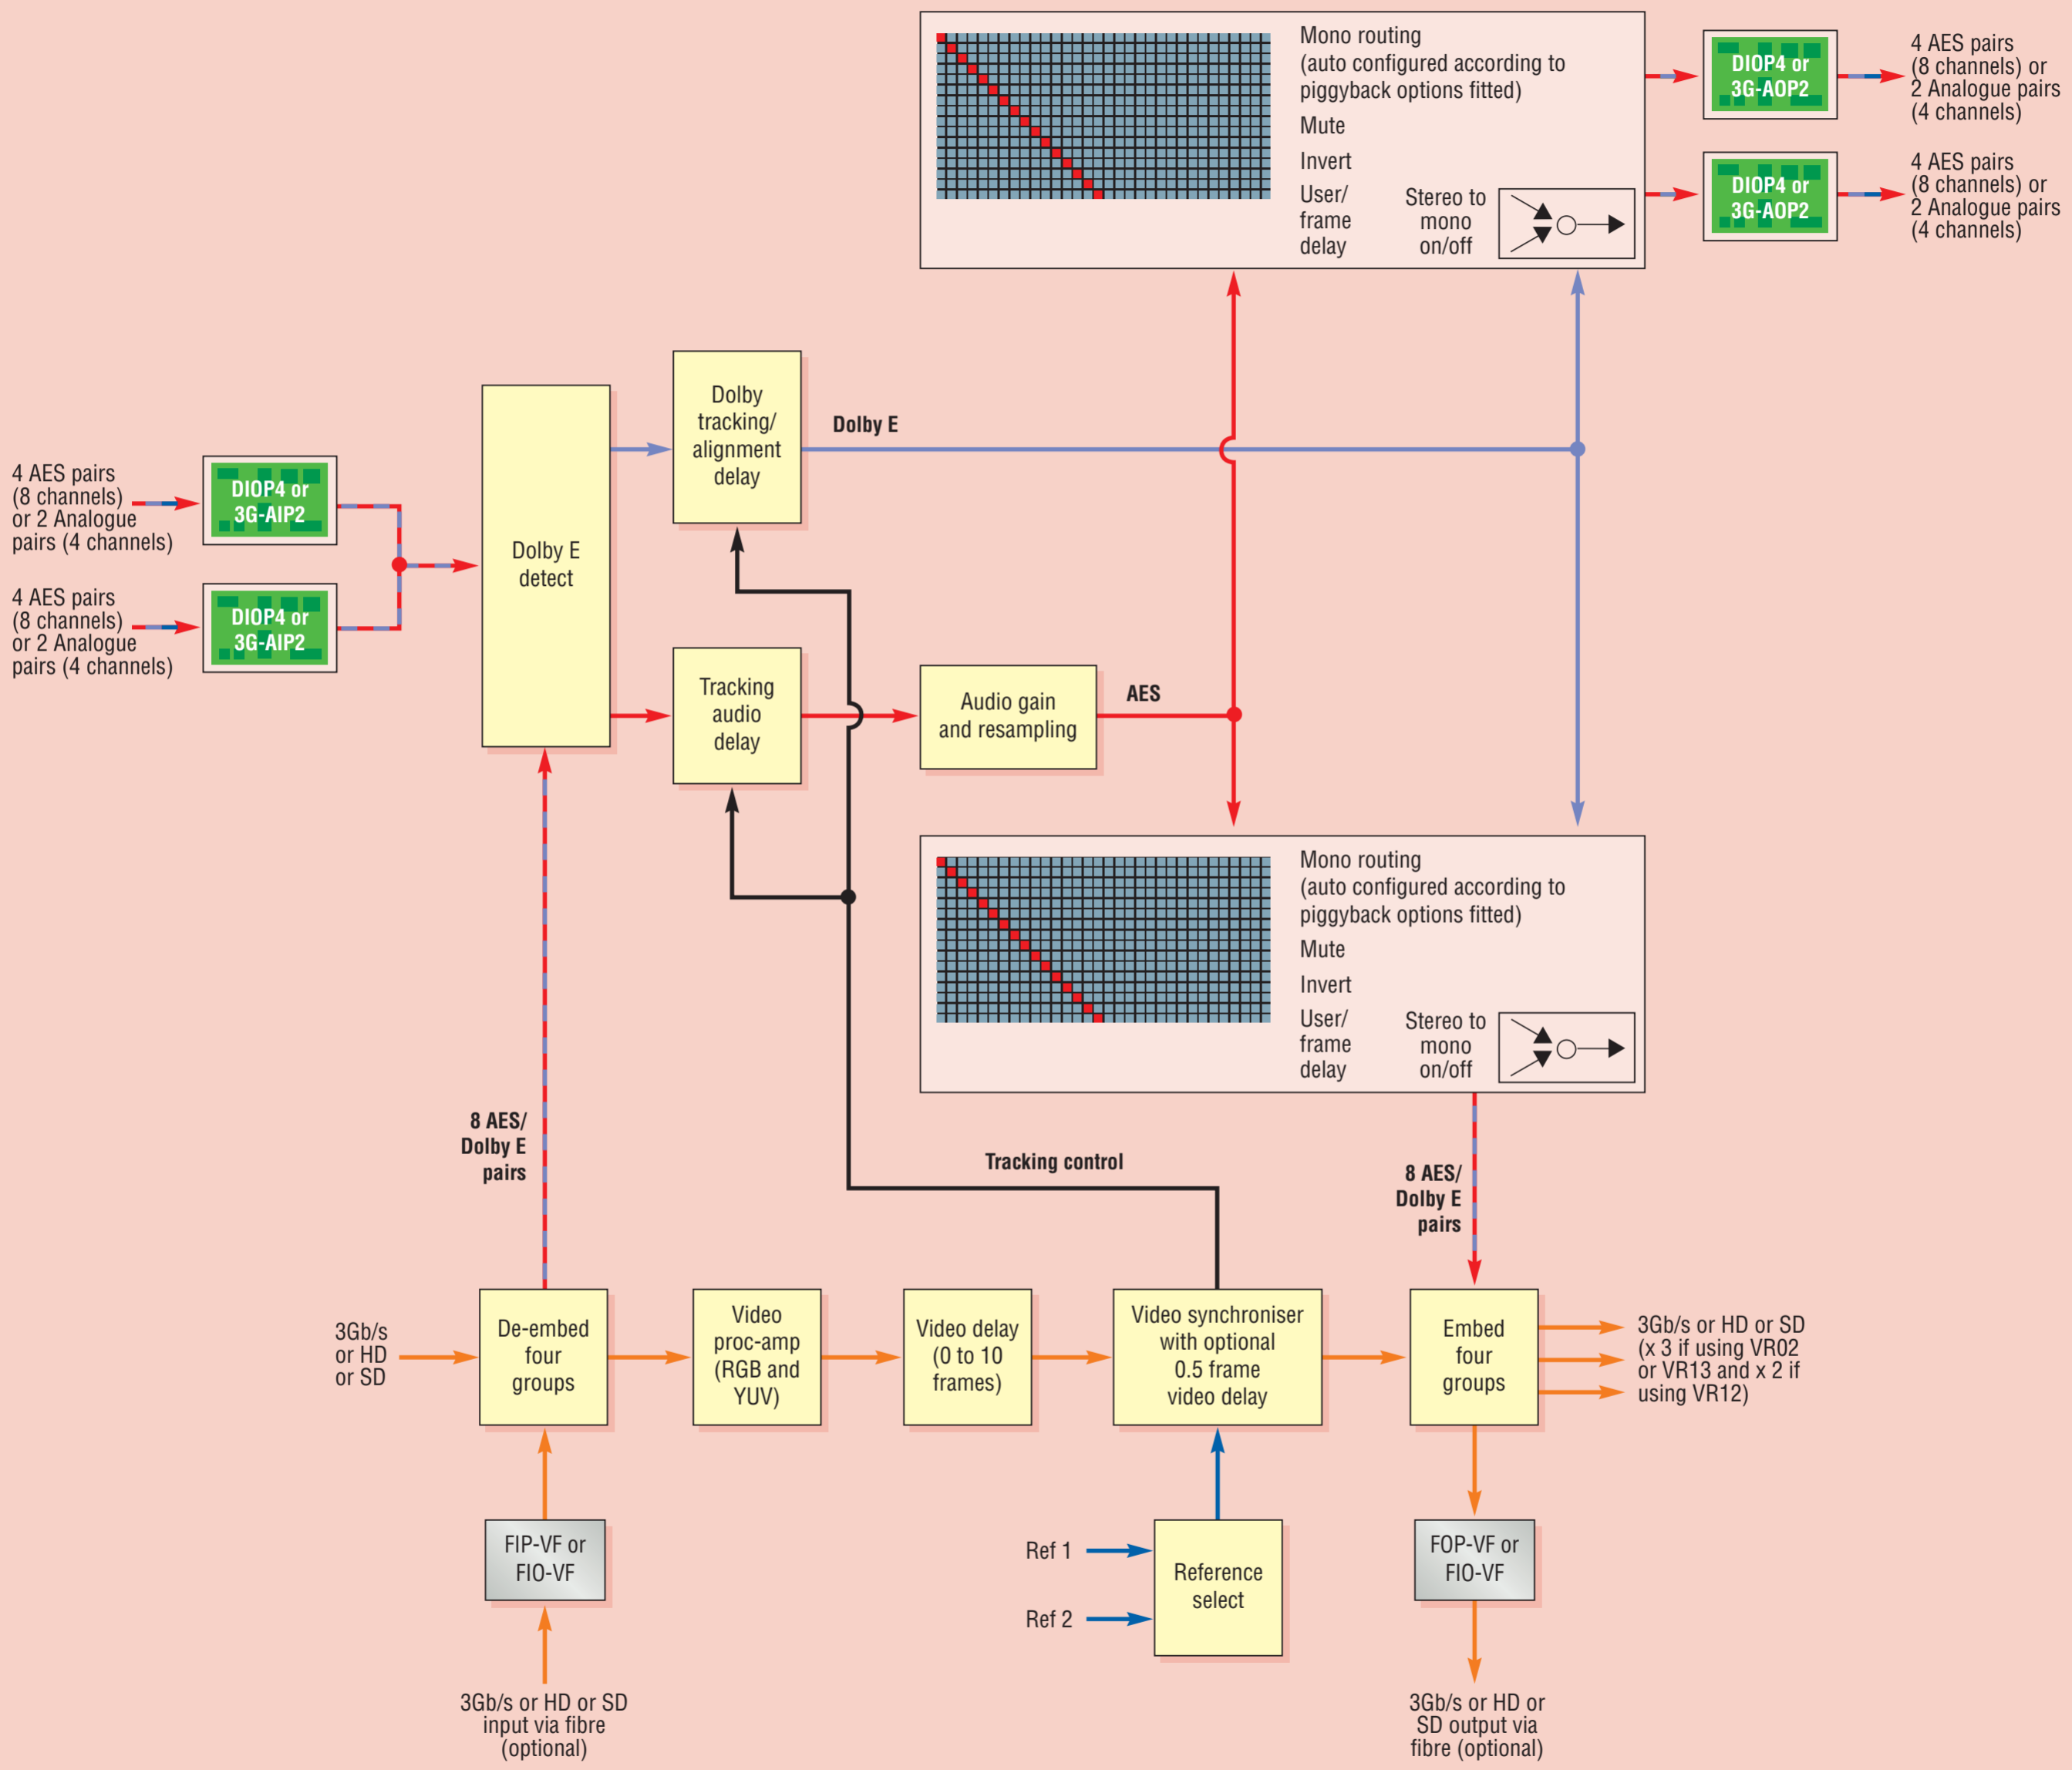 Mono routing
(auto configured according to
piggyback options fitted)
Mute
Invert
User/
frame
delay
Stereo to
mono
on/off
DIOP4 or
3G-AOP2
4 AES pairs
(8 channels) or
2 Analogue pairs
(4 channels)
DIOP4 or
3G-AOP2
4 AES pairs
(8 channels) or
2 Analogue pairs
(4 channels)
4 AES pairs
(8 channels)
or 2 Analogue
pairs (4 channels)
DIOP4 or
3G-AIP2
4 AES pairs
(8 channels)
or 2 Analogue
pairs (4 channels)
DIOP4 or
3G-AIP2
Dolby E
detect
Dolby
tracking/
alignment
delay
Dolby E
Tracking
audio
delay
Audio gain
and resampling
AES
Mono routing
(auto configured according to
piggyback options fitted)
Mute
Invert
User/
frame
delay
Stereo to
mono
on/off
8 AES/
Dolby E
pairs
Tracking control
8 AES/
Dolby E
pairs
3Gb/s
or HD
or SD
De-embed
four
groups
Video
proc-amp
(RGB and
YUV)
Video delay
(0 to 10
frames)
Video synchroniser
with optional
0.5 frame
video delay
Embed
four
groups
3Gb/s or HD or SD
(x 3 if using VR02
or VR13 and x 2 if
using VR12)
FIP-VF or
FIO-VF
Ref 1
Ref 2
Reference
select
FOP-VF or
FIO-VF
3Gb/s or HD or SD
input via fibre
(optional)
3Gb/s or HD or
SD output via
fibre (optional)